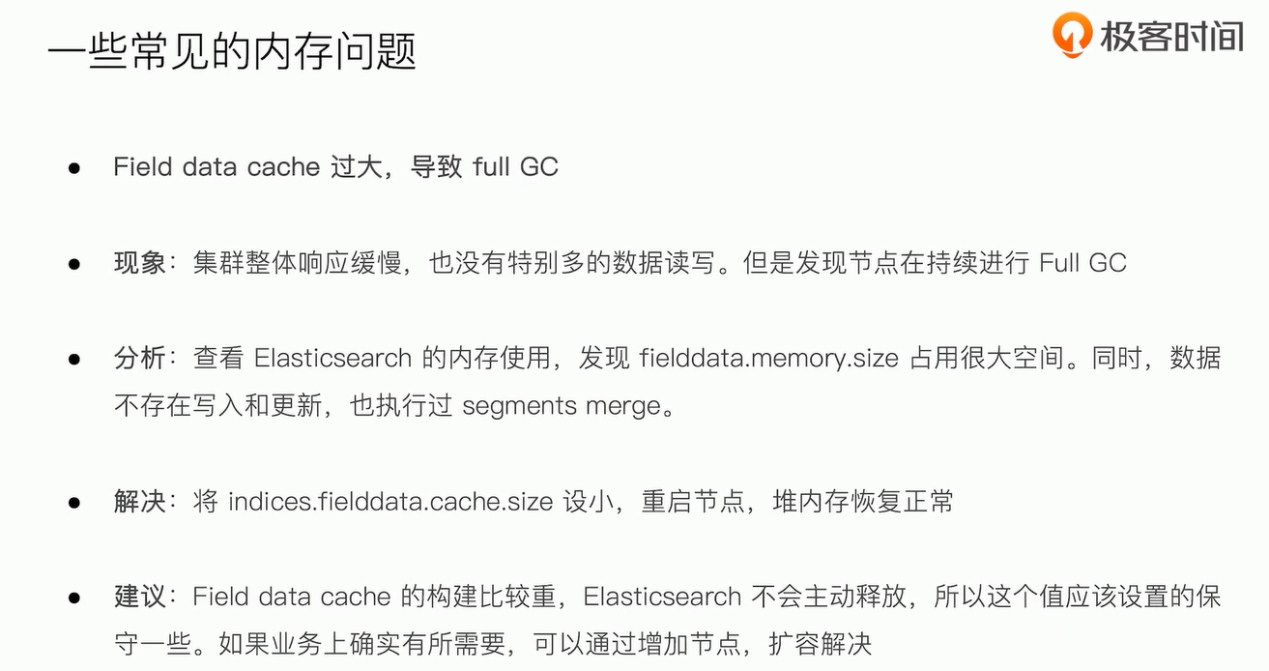 一些常见的内存问题
极客时间
● Field data cache 过大，导致 full GC
● 现象：集群整体响应缓慢，也没有特别多的数据读写。但是发现节点在持续进行 Full GC
● 分析：查看 Elasticsearch 的内存使用，发现 fielddata.memory.size 占用很大空间。同时，数据
不存在写入和更新，也执行过 segments merge。
● 解决：将 indices.fielddata.cache.size 设小，重启节点，堆内存恢复正常
● 建议：Field data cache 的构建比较重，Elasticsearch 不会主动释放，所以这个值应该设置的保
守一些。如果业务上确实有所需要，可以通过增加节点，扩容解决